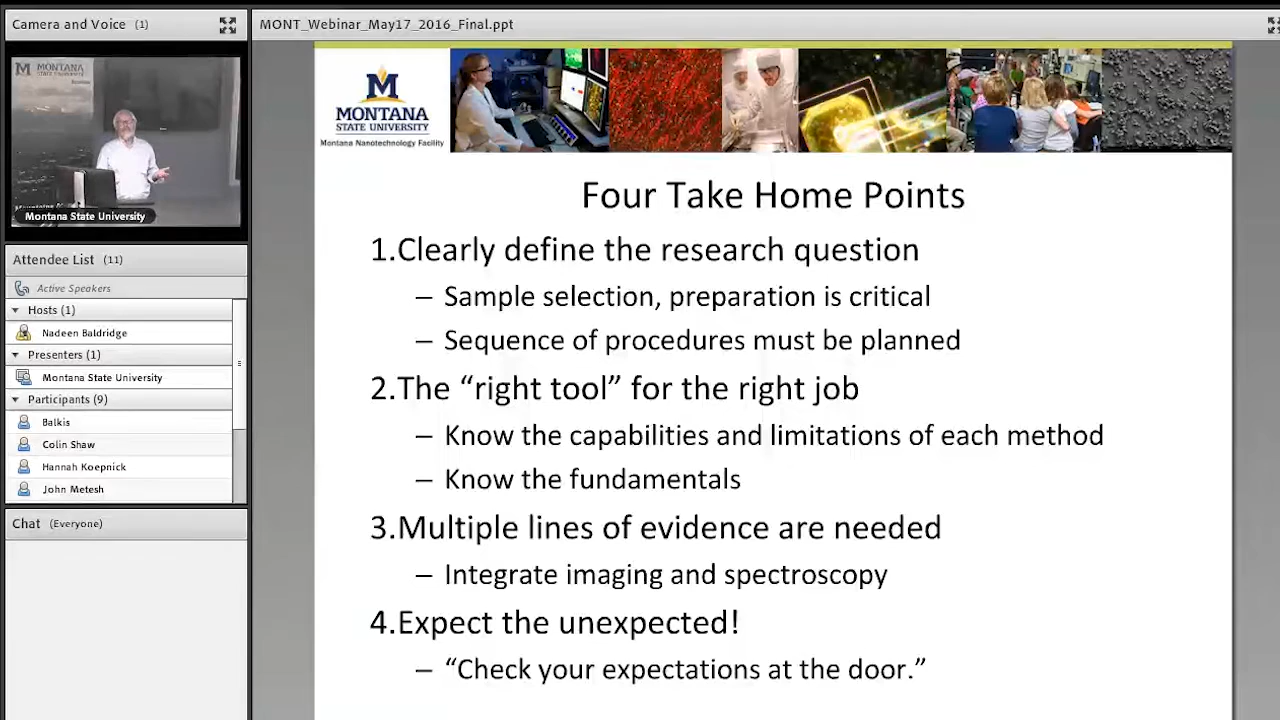 Camera and Voice (1)
MONTANA
STATE UNIVERSITY
Montana State University
Attendee List (11)
Active Speakers
Hosts (1)
Nadeen Baldridge
Presenters (1)
Montana State University
Participants (9)
Balkis
Colin Shaw
Hannah Koepnick
John Metesh
Chat (Everyone)
MONT_Webinar_May17_2016_Final.ppt
M
MONTANA
STATE UNIVERSITY
Montana Nanotechnology Facility
Four Take Home Points
1.Clearly define the research question
– Sample selection, preparation is critical
– Sequence of procedures must be planned
2.The “right tool” for the right job
– Know the capabilities and limitations of each method
– Know the fundamentals
3.Multiple lines of evidence are needed
– Integrate imaging and spectroscopy
4.Expect the unexpected!
– “Check your expectations at the door.”